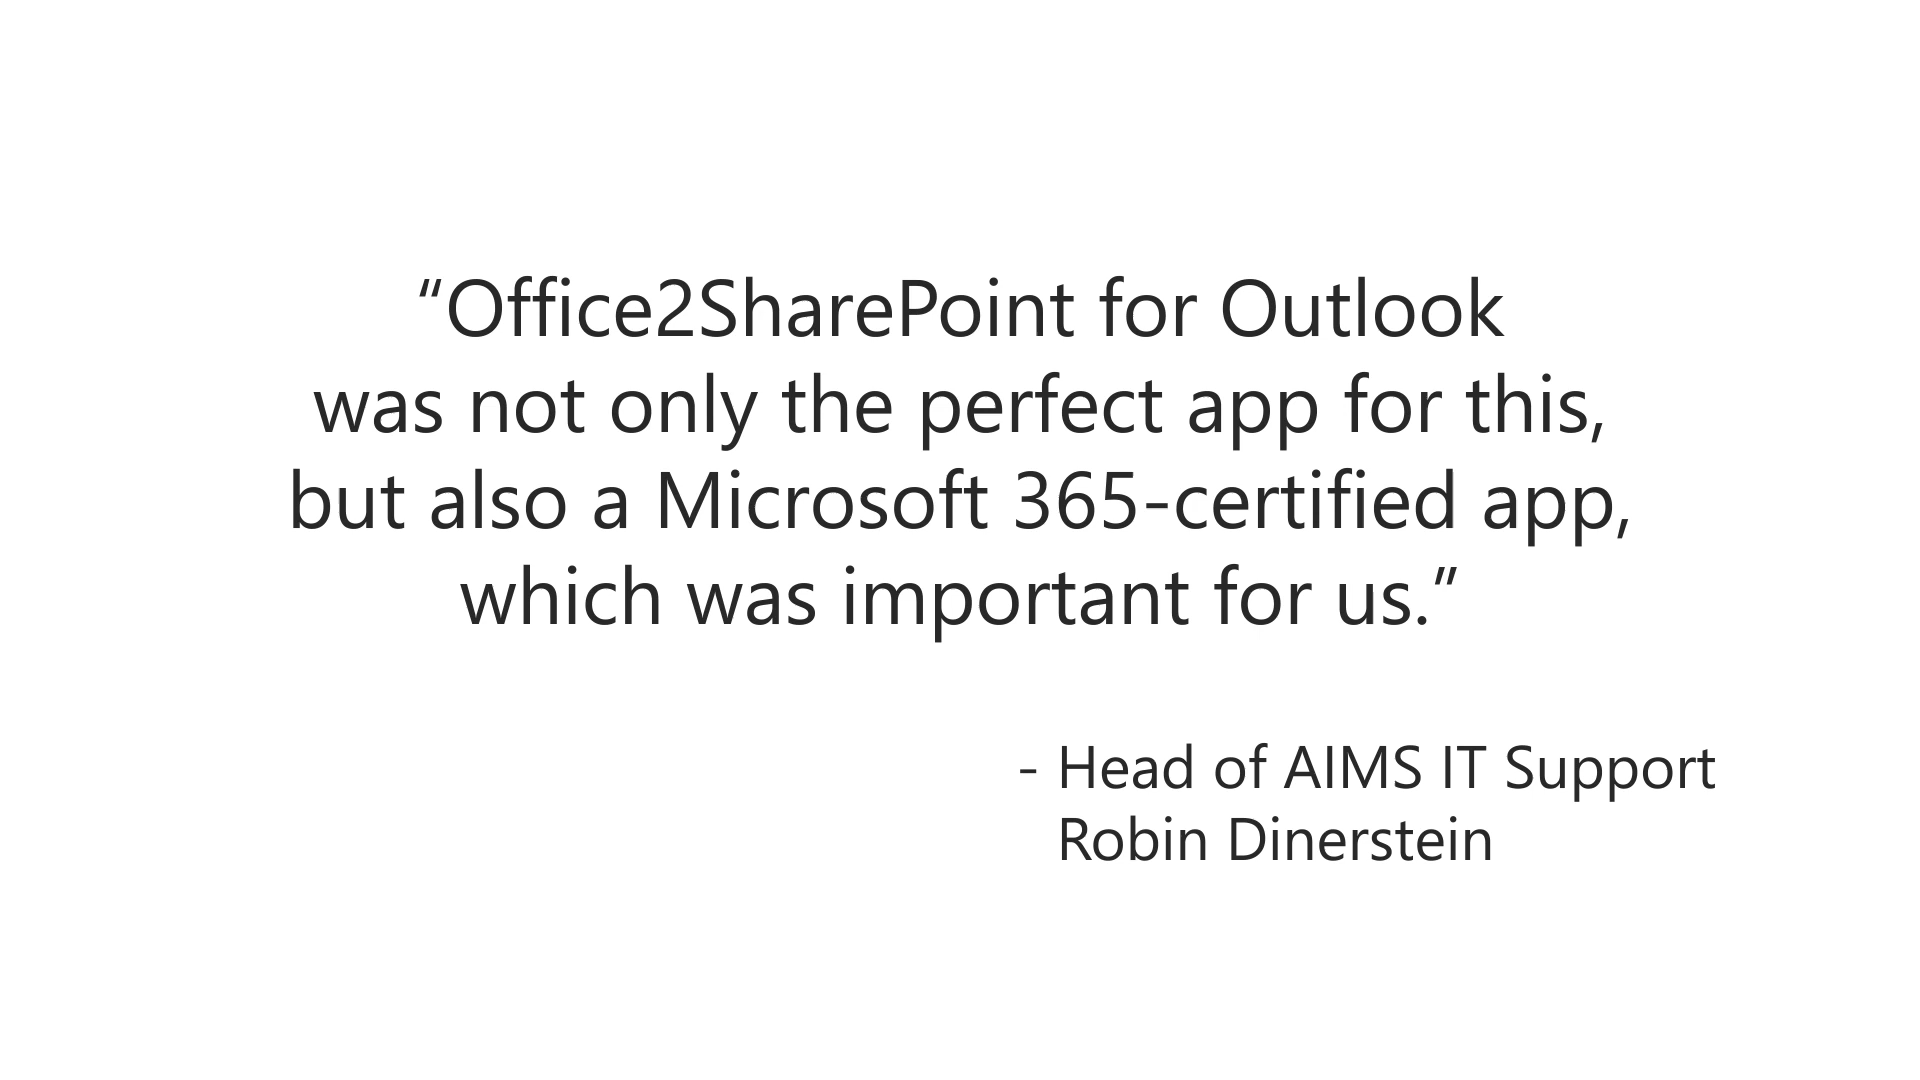 “Office2SharePoint for Outlook
was not only the perfect app for this,
but also a Microsoft 365-certified app,
which was important for us.”
- Head of AIMS IT Support
Robin Dinerstein